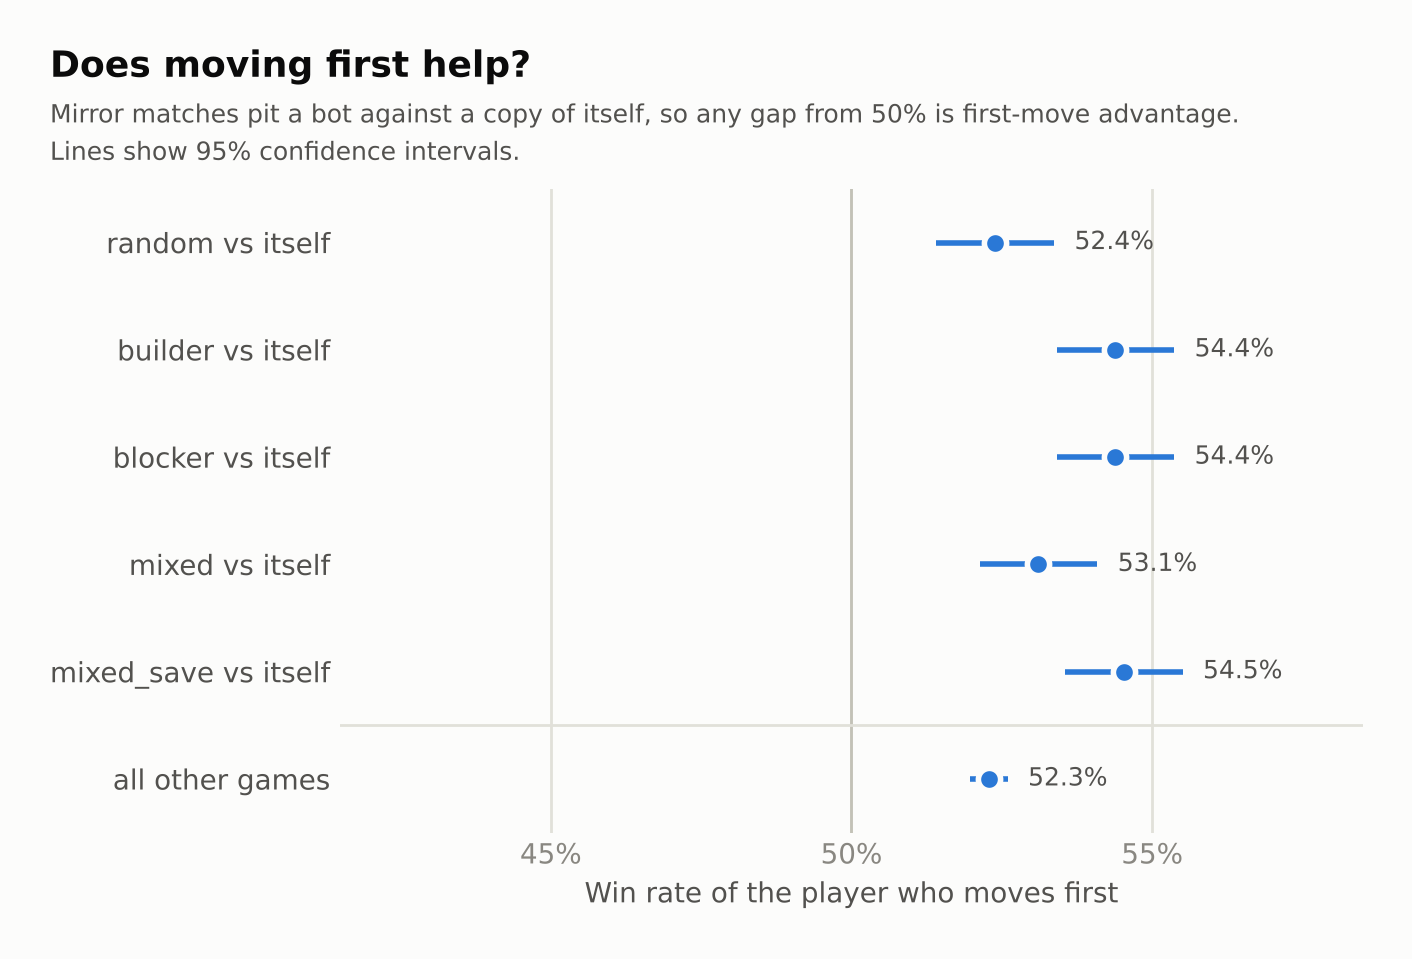 Does moving first help?
Mirror matches pit a bot against a copy of itself, so any gap from 50% is first-move advantage.
Lines show 95% confidence intervals.
random vs itself
52.4%
builder vs itself
54.4%
blocker vs itself
54.4%
mixed vs itself
53.1%
mixed_save vs itself
54.5%
all other games
52.3%
45%
50%
55%
Win rate of the player who moves first